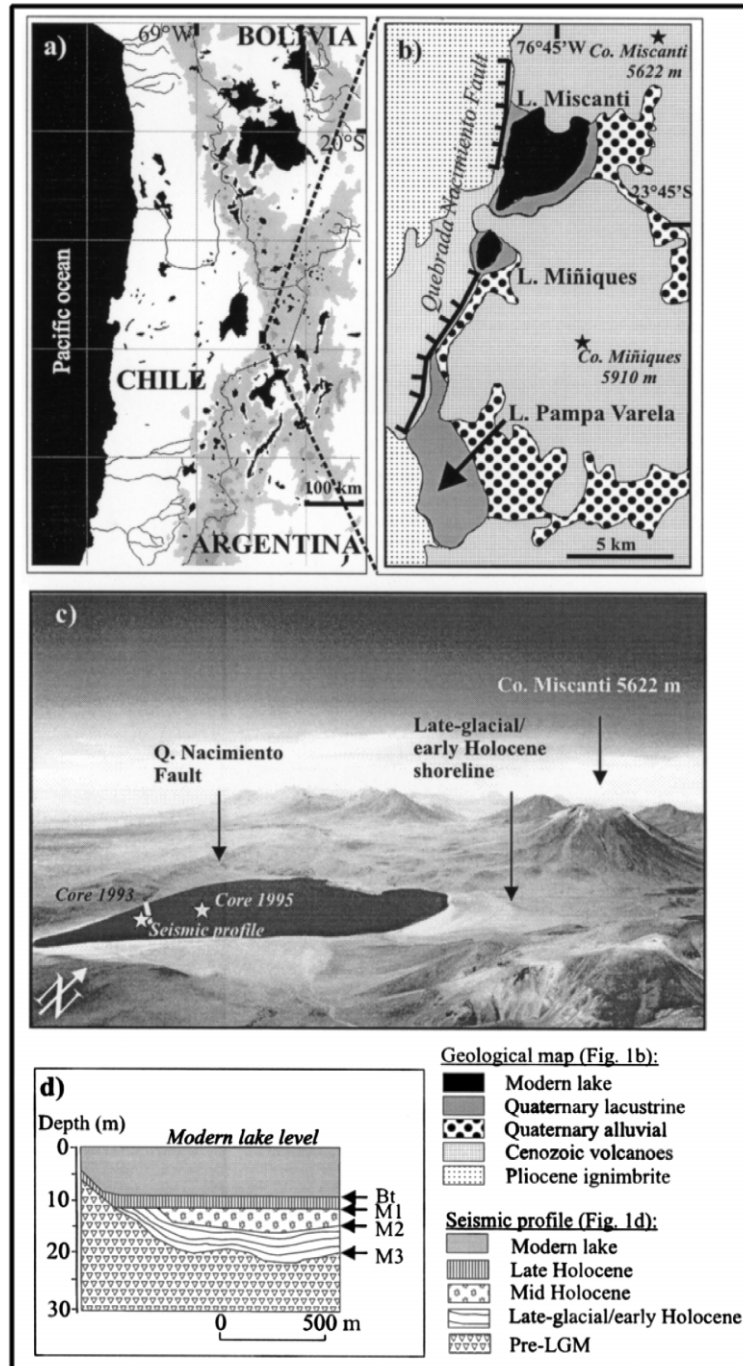 a)
69°W
BOLIVIA
20°S
Pacific ocean
CHILE
100 km
ARGENTINA
b)
76°45'W
Co. Miscanti
5622 m
L. Miscanti
Quebrada Nacimiento Fault
23°45'S
L. Miñiques
Co. Miñiques
5910 m
L. Pampa Varela
5 km
c)
Co. Miscanti 5622 m
Late-glacial/
early Holocene
shoreline
Q. Nacimiento
Fault
Core 1993
Core 1995
Seismic profile
N
d)
Depth (m)
Modern lake level
0
10
20
30
Bt
M1
M2
M3
0
500 m
Geological map (Fig. 1b):
Modern lake
Quaternary lacustrine
Quaternary alluvial
Cenozoic volcanoes
Pliocene ignimbrite
Seismic profile (Fig. 1d):
Modern lake
Late Holocene
Mid Holocene
Late-glacial/early Holocene
Pre-LGM